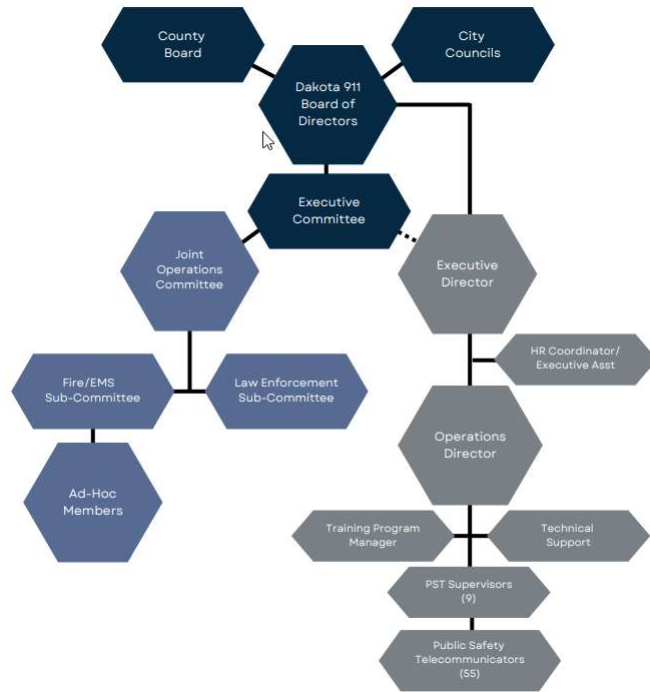 County
Board
City
Councils
Dakota 911
Board of
Directors
Executive
Committee
Joint
Operations
Committee
Executive
Director
HR Coordinator/
Executive Asst
Fire/EMS
Sub-Committee
Law Enforcement
Sub-Committee
Operations
Director
Ad-Hoc
Members
Training Program
Manager
Technical
Support
PST Supervisors
(9)
Public Safety
Telecommunicators
(55)